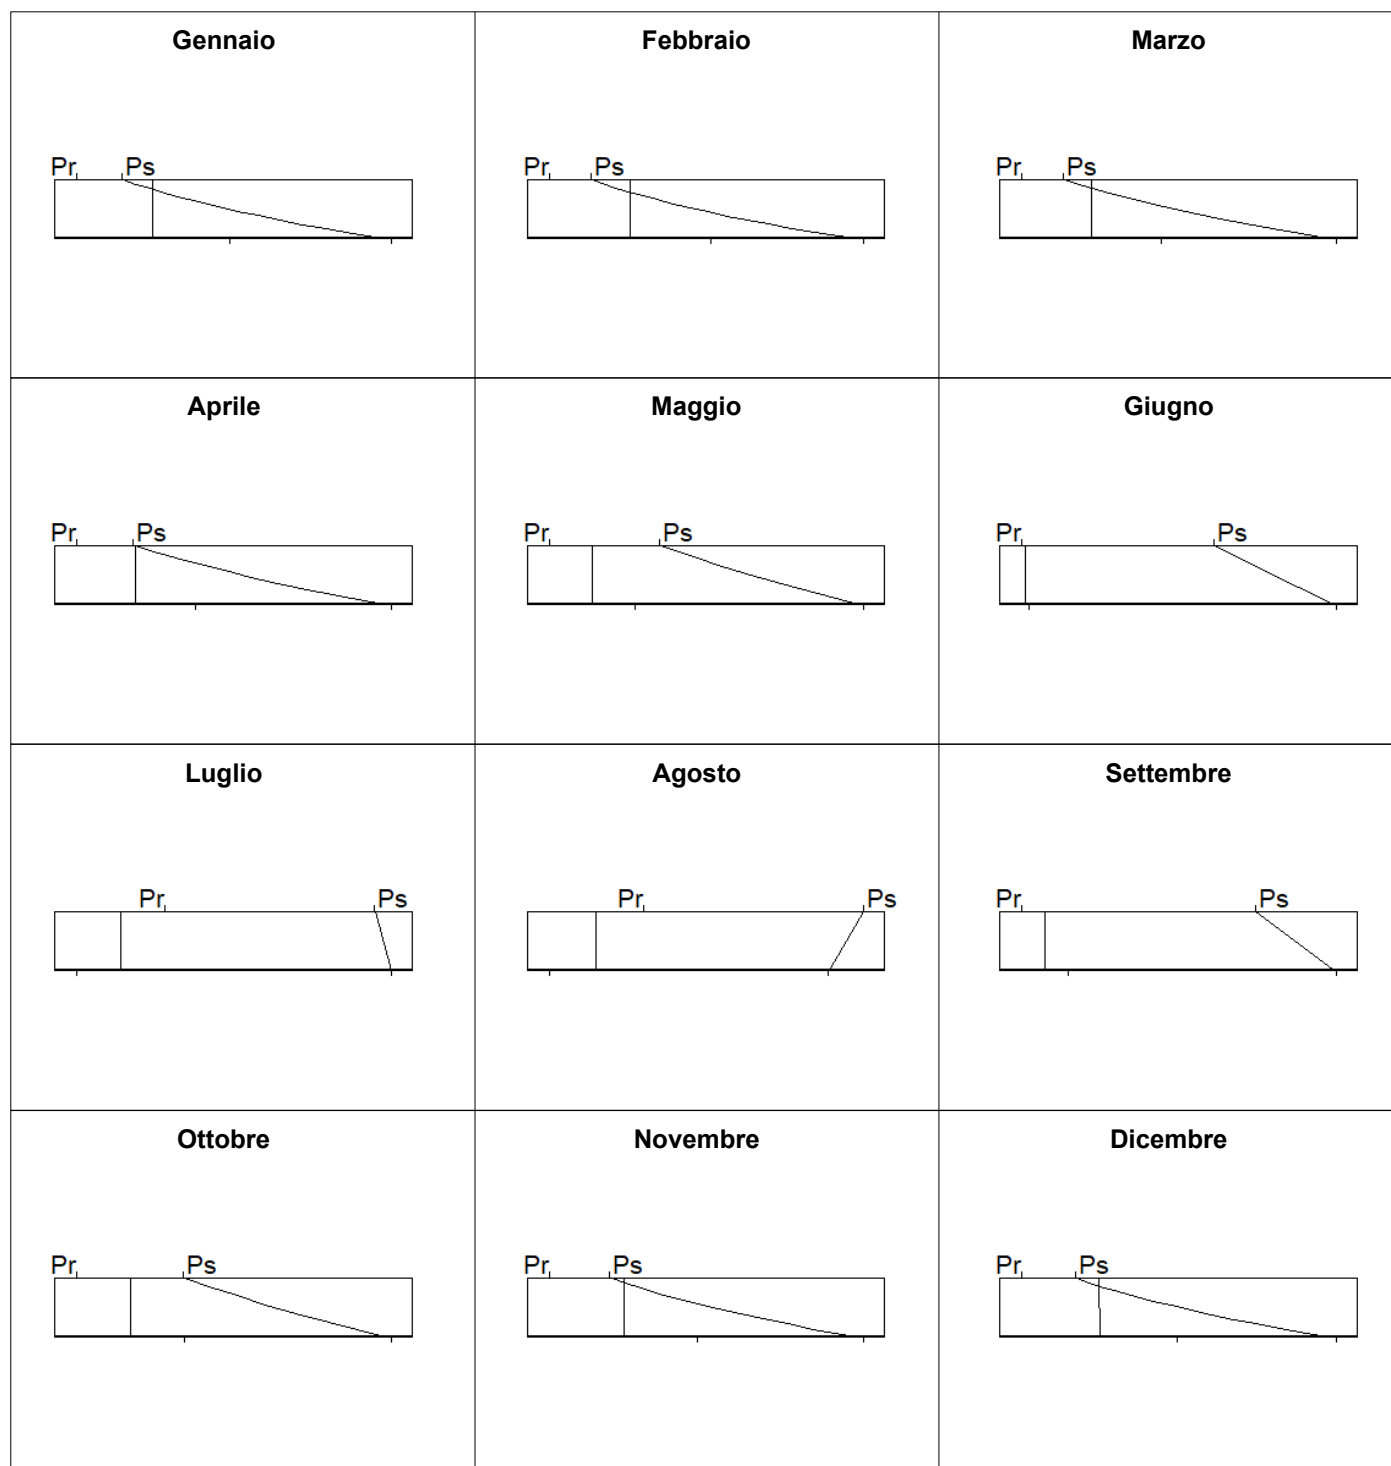 Gennaio Febbraio Marzo
Pr Ps Pr Ps Pr Ps
Aprile Maggio Giugno
Pr Ps Pr Ps Pr Ps
Luglio Agosto Settembre
Pr Ps Pr Ps Pr Ps
Ottobre Novembre Dicembre
Pr Ps Pr Ps Pr Ps